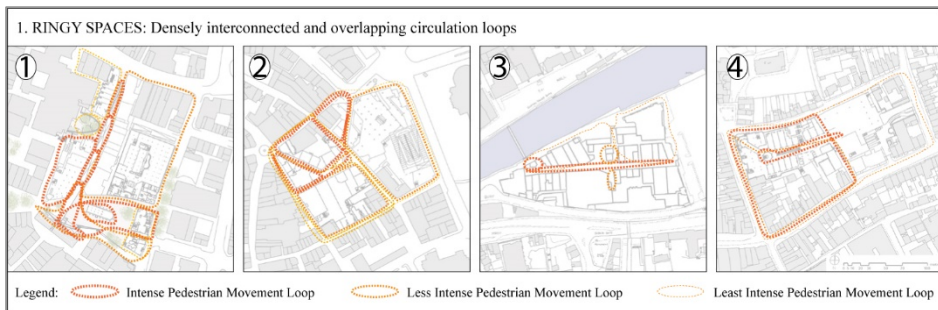 1. RINGY SPACES: Densely interconnected and overlapping circulation loops
① ② ③ ④
Legend: Intense Pedestrian Movement Loop Less Intense Pedestrian Movement Loop Least Intense Pedestrian Movement Loop